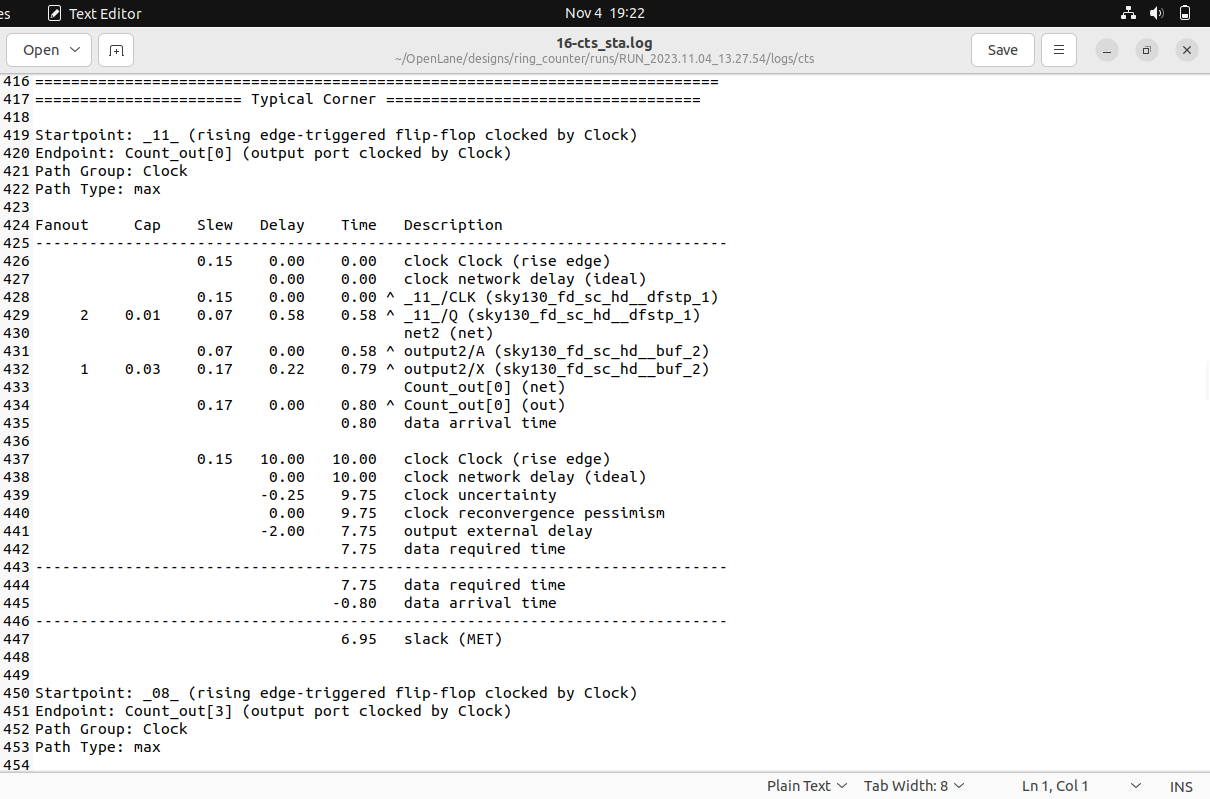 es Text Editor Nov 4 19:22
Open 16-cts_sta.log Save
~/OpenLane/designs/ring_counter/runs/RUN_2023.11.04_13.27.54/logs/cts
416 ============================================================================
417 ======================= Typical Corner ===================================
418
419 Startpoint: _11_ (rising edge-triggered flip-flop clocked by Clock)
420 Endpoint: Count_out[0] (output port clocked by Clock)
421 Path Group: Clock
422 Path Type: max
423
424 Fanout     Cap    Slew   Delay    Time   Description
425 -----------------------------------------------------------------------------
426                   0.15    0.00    0.00   clock Clock (rise edge)
427                           0.00    0.00   clock network delay (ideal)
428                   0.15    0.00    0.00 ^ _11_/CLK (sky130_fd_sc_hd__dfstp_1)
429      2    0.01    0.07    0.58    0.58 ^ _11_/Q (sky130_fd_sc_hd__dfstp_1)
430                                         net2 (net)
431                   0.07    0.00    0.58 ^ output2/A (sky130_fd_sc_hd__buf_2)
432      1    0.03    0.17    0.22    0.79 ^ output2/X (sky130_fd_sc_hd__buf_2)
433                                         Count_out[0] (net)
434                   0.17    0.00    0.80 ^ Count_out[0] (out)
435                                   0.80   data arrival time
436
437                   0.15   10.00   10.00   clock Clock (rise edge)
438                           0.00   10.00   clock network delay (ideal)
439                          -0.25    9.75   clock uncertainty
440                           0.00    9.75   clock reconvergence pessimism
441                          -2.00    7.75   output external delay
442                                   7.75   data required time
443 -----------------------------------------------------------------------------
444                                   7.75   data required time
445                                  -0.80   data arrival time
446 -----------------------------------------------------------------------------
447                                   6.95   slack (MET)
448
449
450 Startpoint: _08_ (rising edge-triggered flip-flop clocked by Clock)
451 Endpoint: Count_out[3] (output port clocked by Clock)
452 Path Group: Clock
453 Path Type: max
454
Plain Text Tab Width: 8 Ln 1, Col 1 INS